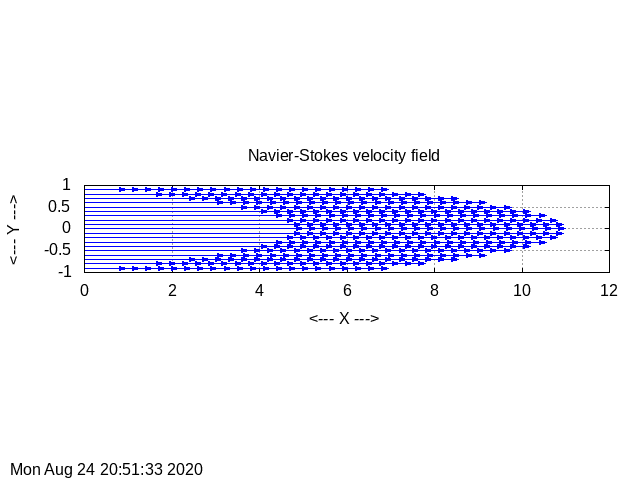 Navier-Stokes velocity field
1
0.5
0
-0.5
-1
<--- Y --->
0 2 4 6 8 10 12
<--- X --->
Mon Aug 24 20:51:33 2020